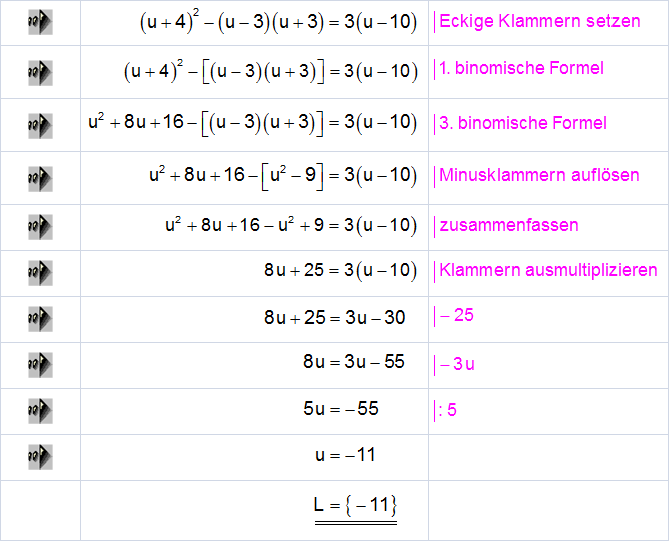 (u + 4)² − (u − 3)(u + 3) = 3(u − 10) | Eckige Klammern setzen
(u + 4)² − [(u − 3)(u + 3)] = 3(u − 10) | 1. binomische Formel
u² + 8u + 16 − [(u − 3)(u + 3)] = 3(u − 10) | 3. binomische Formel
u² + 8u + 16 − [u² − 9] = 3(u − 10) | Minusklammern auflösen
u² + 8u + 16 − u² + 9 = 3(u − 10) | zusammenfassen
8u + 25 = 3(u − 10) | Klammern ausmultiplizieren
8u + 25 = 3u − 30 | − 25
8u = 3u − 55 | − 3u
5u = −55 | : 5
u = −11
L = {−11}